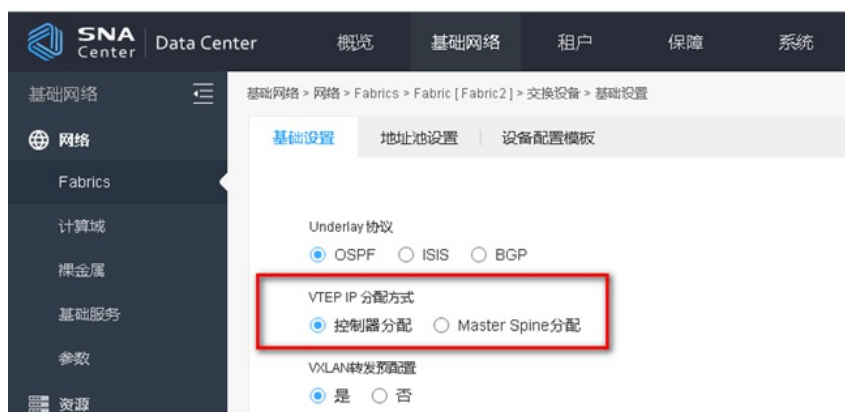 SNA Center Data Center 概览 基础网络 租户 保障 系统
基础网络
基础网络 > 网络 > Fabrics > Fabric [ Fabric2 ] > 交换设备 > 基础设置
网络
基础设置 地址池设置 设备配置模板
Fabrics
计算域
裸金属
基础服务
参数
资源
Underlay 协议
OSPF ISIS BGP
VTEP IP 分配方式
控制器分配 Master Spine分配
VXLAN转发预配置
是 否